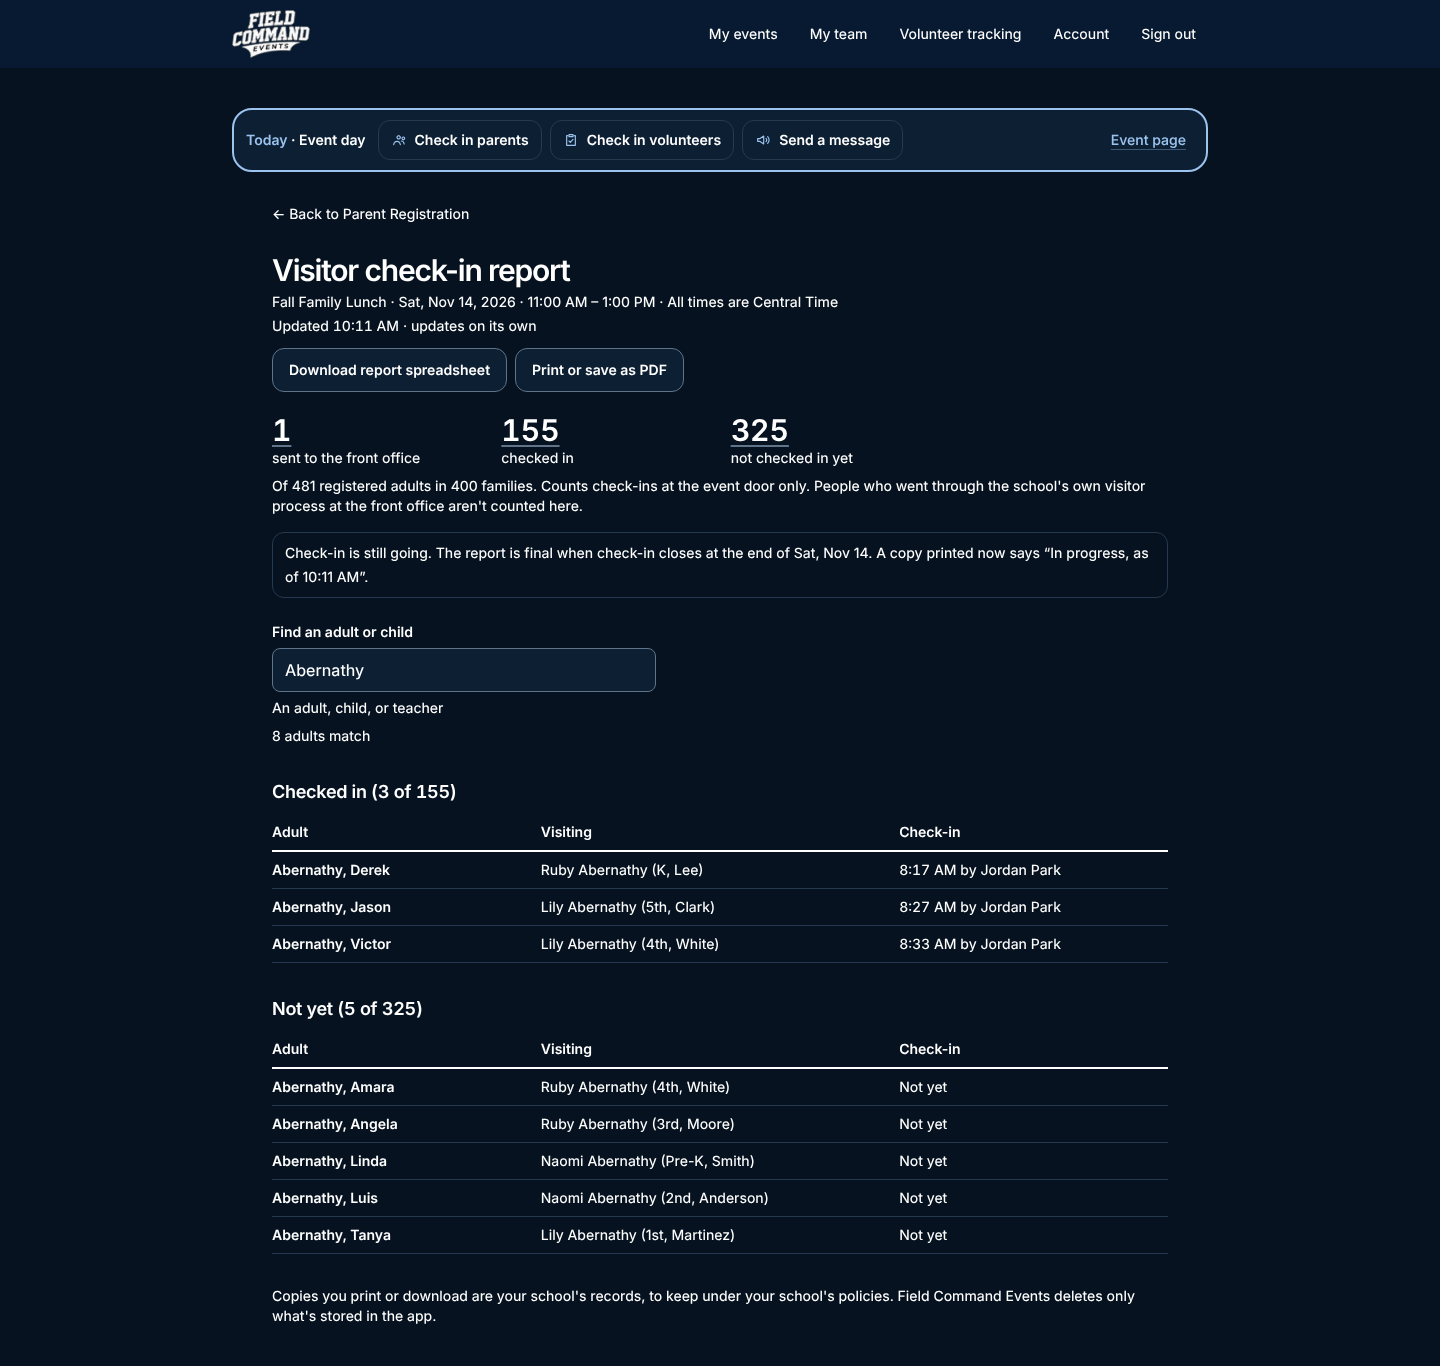 FIELD
COMMAND
EVENTS
My events
My team
Volunteer tracking
Account
Sign out
Today · Event day
Check in parents
Check in volunteers
Send a message
Event page
← Back to Parent Registration
Visitor check-in report
Fall Family Lunch · Sat, Nov 14, 2026 · 11:00 AM – 1:00 PM · All times are Central Time
Updated 10:11 AM · updates on its own
Download report spreadsheet
Print or save as PDF
1
sent to the front office
155
checked in
325
not checked in yet
Of 481 registered adults in 400 families. Counts check-ins at the event door only. People who went through the school's own visitor
process at the front office aren't counted here.
Check-in is still going. The report is final when check-in closes at the end of Sat, Nov 14. A copy printed now says “In progress, as
of 10:11 AM”.
Find an adult or child
Abernathy
An adult, child, or teacher
8 adults match
Checked in (3 of 155)
Adult Visiting Check-in
Abernathy, Derek Ruby Abernathy (K, Lee) 8:17 AM by Jordan Park
Abernathy, Jason Lily Abernathy (5th, Clark) 8:27 AM by Jordan Park
Abernathy, Victor Lily Abernathy (4th, White) 8:33 AM by Jordan Park
Not yet (5 of 325)
Adult Visiting Check-in
Abernathy, Amara Ruby Abernathy (4th, White) Not yet
Abernathy, Angela Ruby Abernathy (3rd, Moore) Not yet
Abernathy, Linda Naomi Abernathy (Pre-K, Smith) Not yet
Abernathy, Luis Naomi Abernathy (2nd, Anderson) Not yet
Abernathy, Tanya Lily Abernathy (1st, Martinez) Not yet
Copies you print or download are your school's records, to keep under your school's policies. Field Command Events deletes only
what's stored in the app.